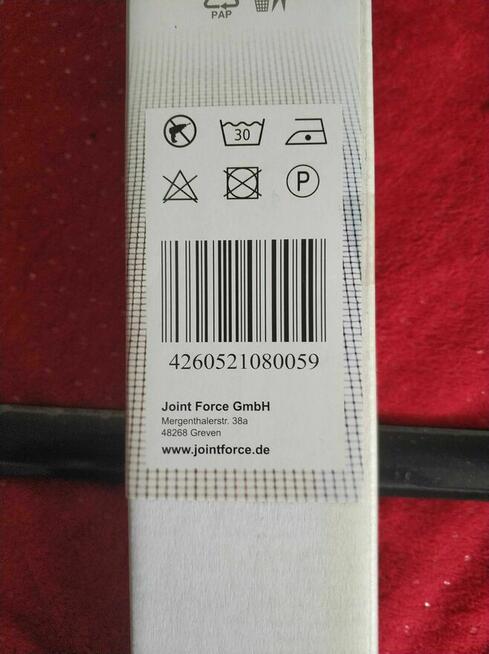 PAP
30
P
4260521080059
Joint Force GmbH
Mergenthalerstr. 38a
48268 Greven
www.jointforce.de